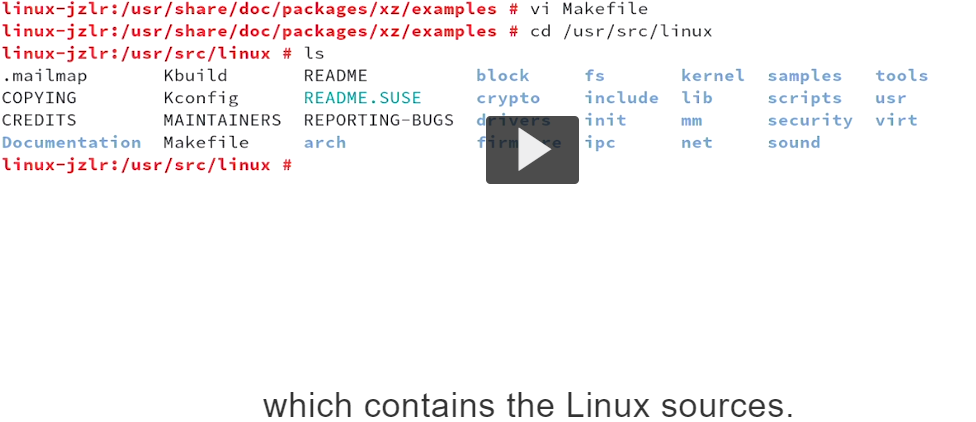 linux-jzlr:/usr/share/doc/packages/xz/examples # vi Makefile
linux-jzlr:/usr/share/doc/packages/xz/examples # cd /usr/src/linux
linux-jzlr:/usr/src/linux # ls
.mailmap Kbuild README block fs kernel samples tools
COPYING Kconfig README.SUSE crypto include lib scripts usr
CREDITS MAINTAINERS REPORTING-BUGS drivers init mm security virt
Documentation Makefile arch firmware ipc net sound
linux-jzlr:/usr/src/linux #
which contains the Linux sources.